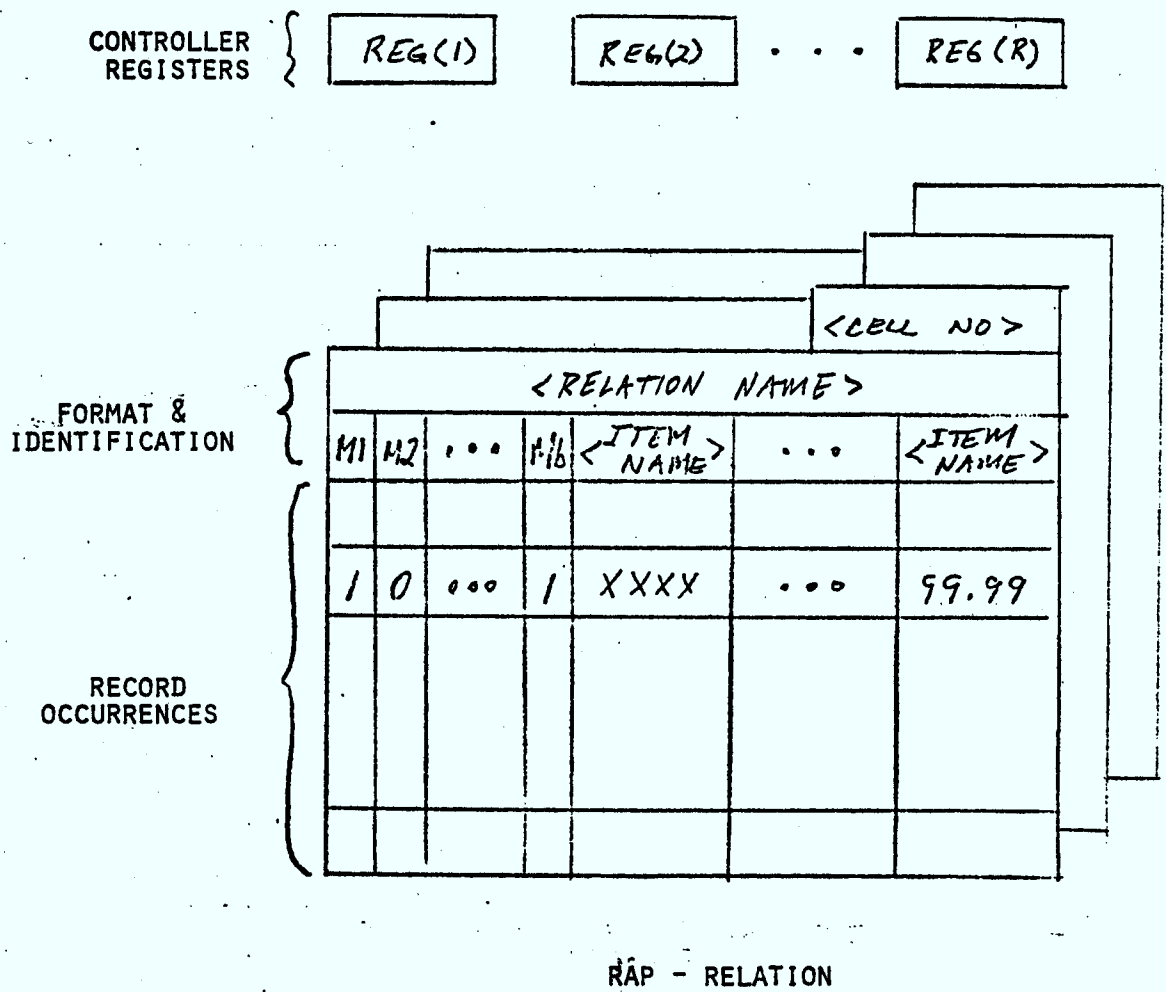 CONTROLLER
REGISTERS
REG(1) REG(2) • • • REG(R)
<CELL NO>
<RELATION NAME>
FORMAT &
IDENTIFICATION
M1 M2 • • • <ITEM NAME> • • • <ITEM NAME>
1 0 • • • 1 XXXX • • • 99.99
RECORD
OCCURRENCES
RAP - RELATION